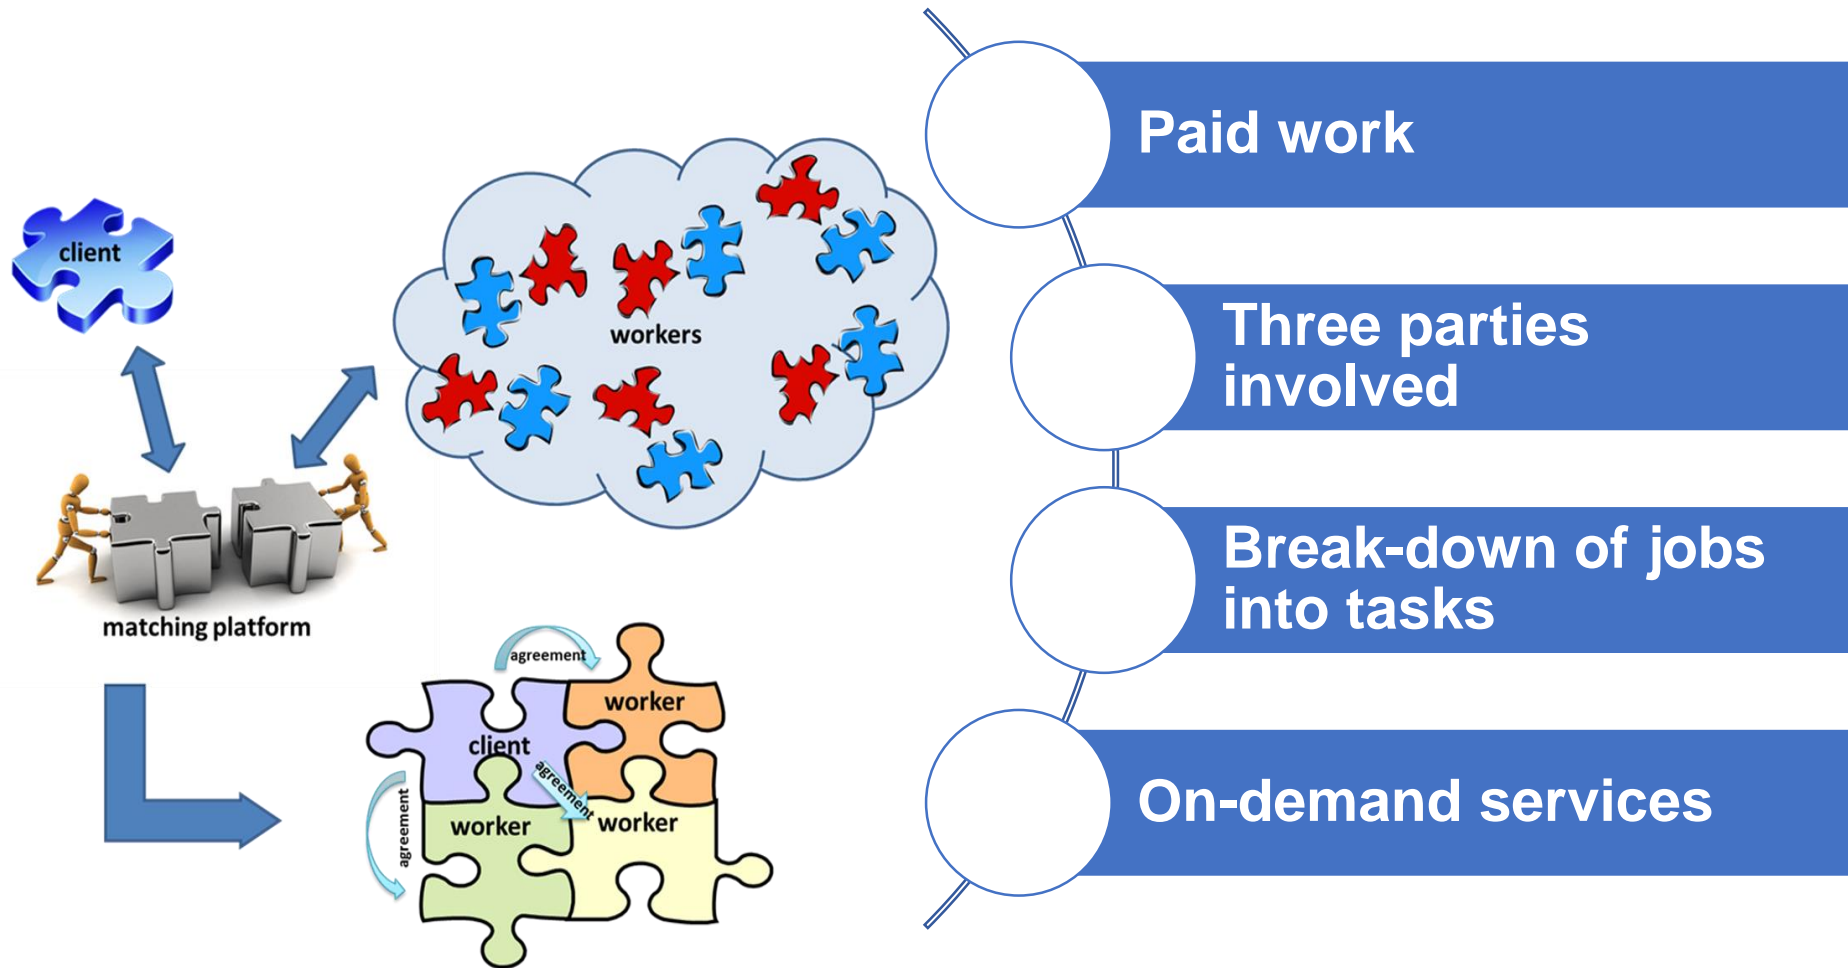 client
workers
matching platform
agreement
worker
client
agreement
agreement
worker
worker
Paid work
Three parties
involved
Break-down of jobs
into tasks
On-demand services